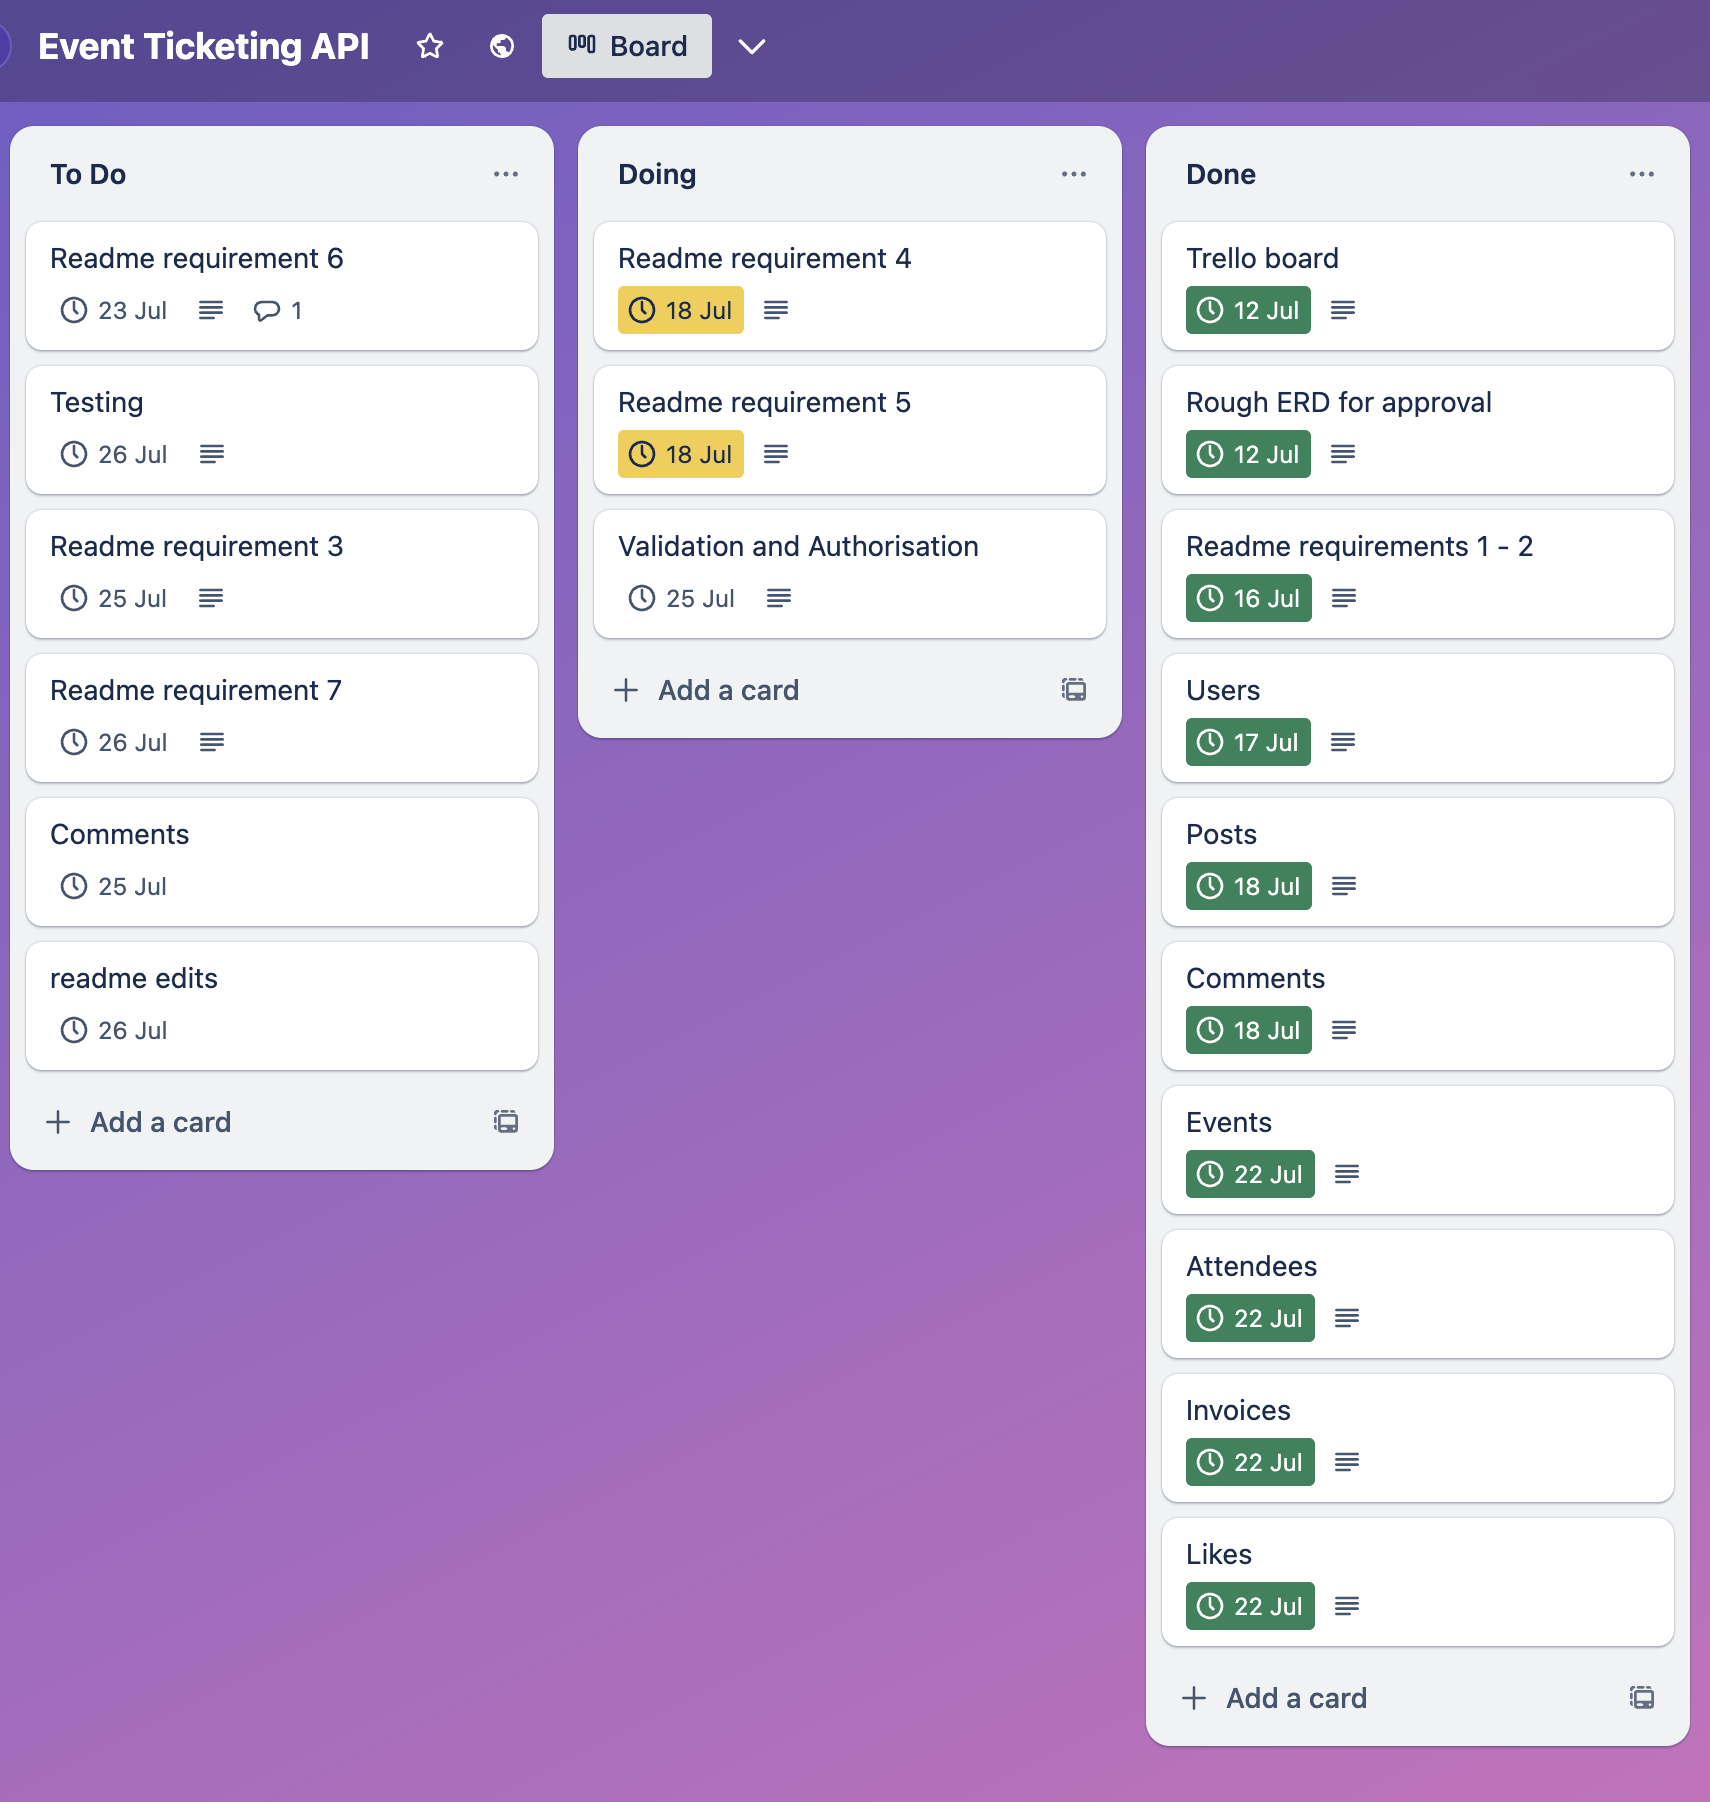 Event Ticketing API
Board
To Do
Readme requirement 6
23 Jul
1
Testing
26 Jul
Readme requirement 3
25 Jul
Readme requirement 7
26 Jul
Comments
25 Jul
readme edits
26 Jul
Add a card
Doing
Readme requirement 4
18 Jul
Readme requirement 5
18 Jul
Validation and Authorisation
25 Jul
Add a card
Done
Trello board
12 Jul
Rough ERD for approval
12 Jul
Readme requirements 1 - 2
16 Jul
Users
17 Jul
Posts
18 Jul
Comments
18 Jul
Events
22 Jul
Attendees
22 Jul
Invoices
22 Jul
Likes
22 Jul
Add a card